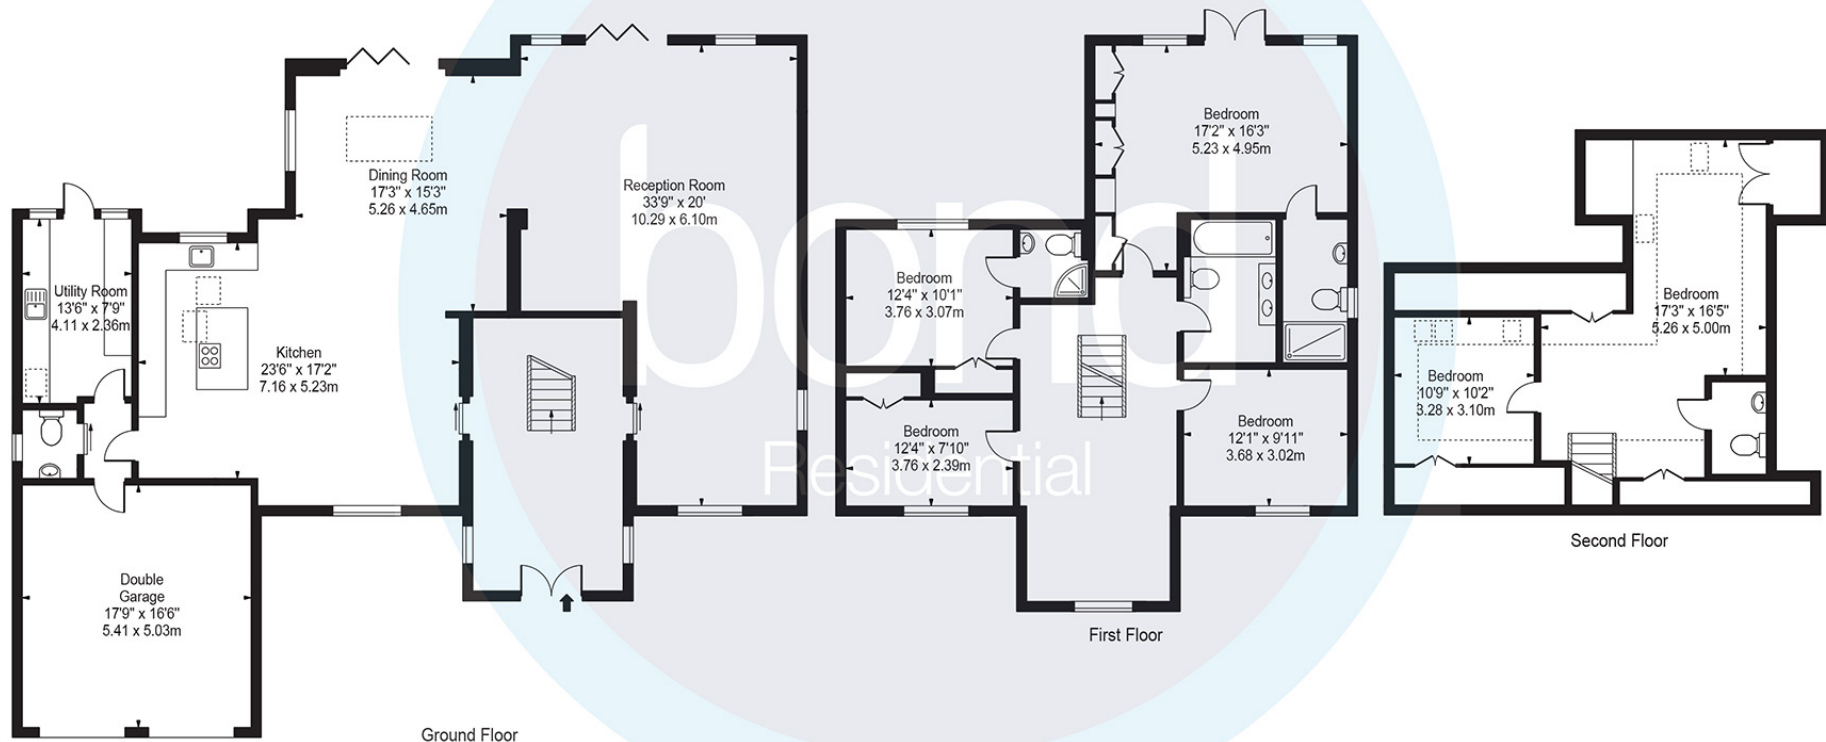 Dining Room
17'3" x 15'3"
5.26 x 4.65m
Reception Room
33'9" x 20'
10.29 x 6.10m
Utility Room
13'6" x 7'9"
4.11 x 2.36m
Kitchen
23'6" x 17'2"
7.16 x 5.23m
Double
Garage
17'9" x 16'6"
5.41 x 5.03m
Ground Floor
Bedroom
17'2" x 16'3"
5.23 x 4.95m
Bedroom
12'4" x 10'1"
3.76 x 3.07m
Bedroom
12'4" x 7'10"
3.76 x 2.39m
Bedroom
12'1" x 9'11"
3.68 x 3.02m
First Floor
Bedroom
17'3" x 16'5"
5.26 x 5.00m
Bedroom
10'9" x 10'2"
3.28 x 3.10m
Second Floor
bond
Residential